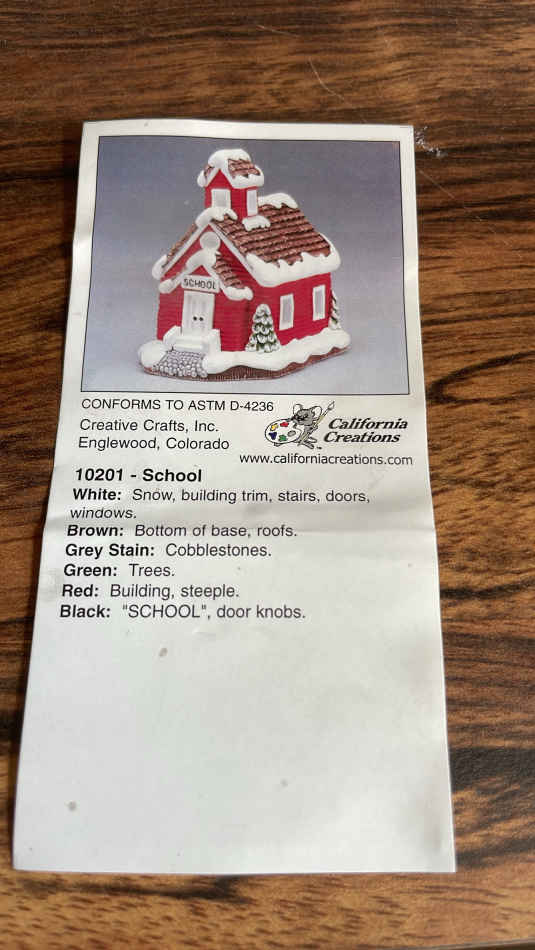 SCHOOL
CONFORMS TO ASTM D-4236
Creative Crafts, Inc.
Englewood, Colorado
California
Creations
www.californiacreations.com
10201 - School
White: Snow, building trim, stairs, doors,
windows.
Brown: Bottom of base, roofs.
Grey Stain: Cobblestones.
Green: Trees.
Red: Building, steeple.
Black: "SCHOOL", door knobs.